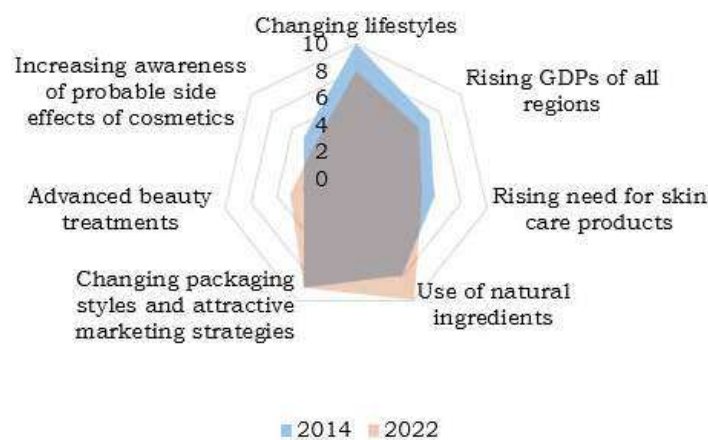 Changing lifestyles
10
8
6
4
2
0
Increasing awareness
of probable side
effects of cosmetics
Rising GDPs of all
regions
Advanced beauty
treatments
Rising need for skin
care products
Changing packaging
styles and attractive
marketing strategies
Use of natural
ingredients
2014 2022